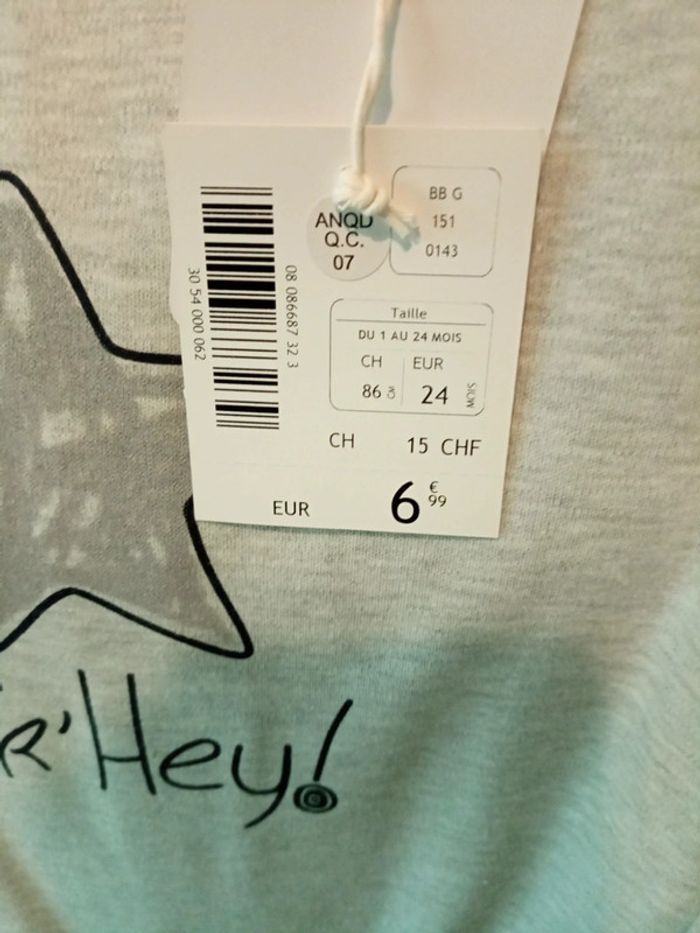 BB G
151
0143
ANQD
Q.C.
07
08 086687 32 3
30 54 000 062
Taille
DU 1 AU 24 MOIS
CH EUR
86 CM 24 MOIS
CH 15 CHF
EUR 6 € 99
R'Hey!